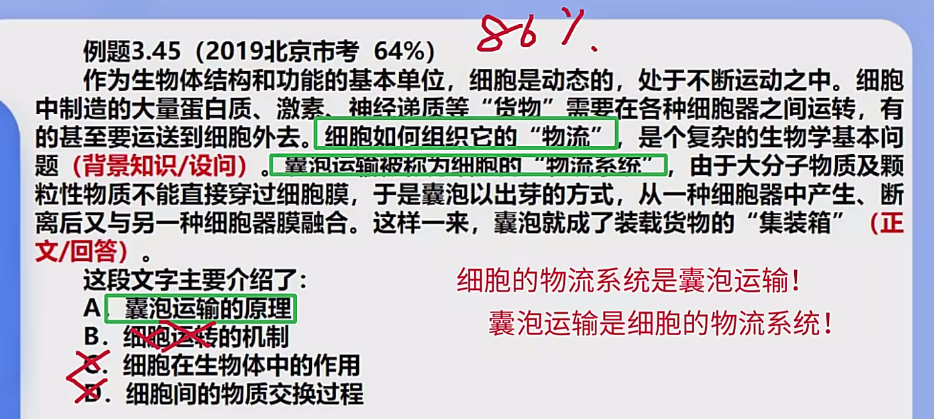 86%.
例题3.45（2019北京市考 64%）
作为生物体结构和功能的基本单位，细胞是动态的，处于不断运动之中。细胞
中制造的大量蛋白质、激素、神经递质等“货物”需要在各种细胞器之间运转，有
的甚至要运送到细胞外去。细胞如何组织它的“物流”，是个复杂的生物学基本问
题（背景知识/设问）。囊泡运输被称为细胞的“物流系统”，由于大分子物质及颗
粒性物质不能直接穿过细胞膜，于是囊泡以出芽的方式，从一种细胞器中产生、断
离后又与另一种细胞器膜融合。这样一来，囊泡就成了装载货物的“集装箱”（正
文/回答）。
这段文字主要介绍了：
A．囊泡运输的原理
B．细胞运转的机制
C．细胞在生物体中的作用
D．细胞间的物质交换过程
细胞的物流系统是囊泡运输！
囊泡运输是细胞的物流系统！